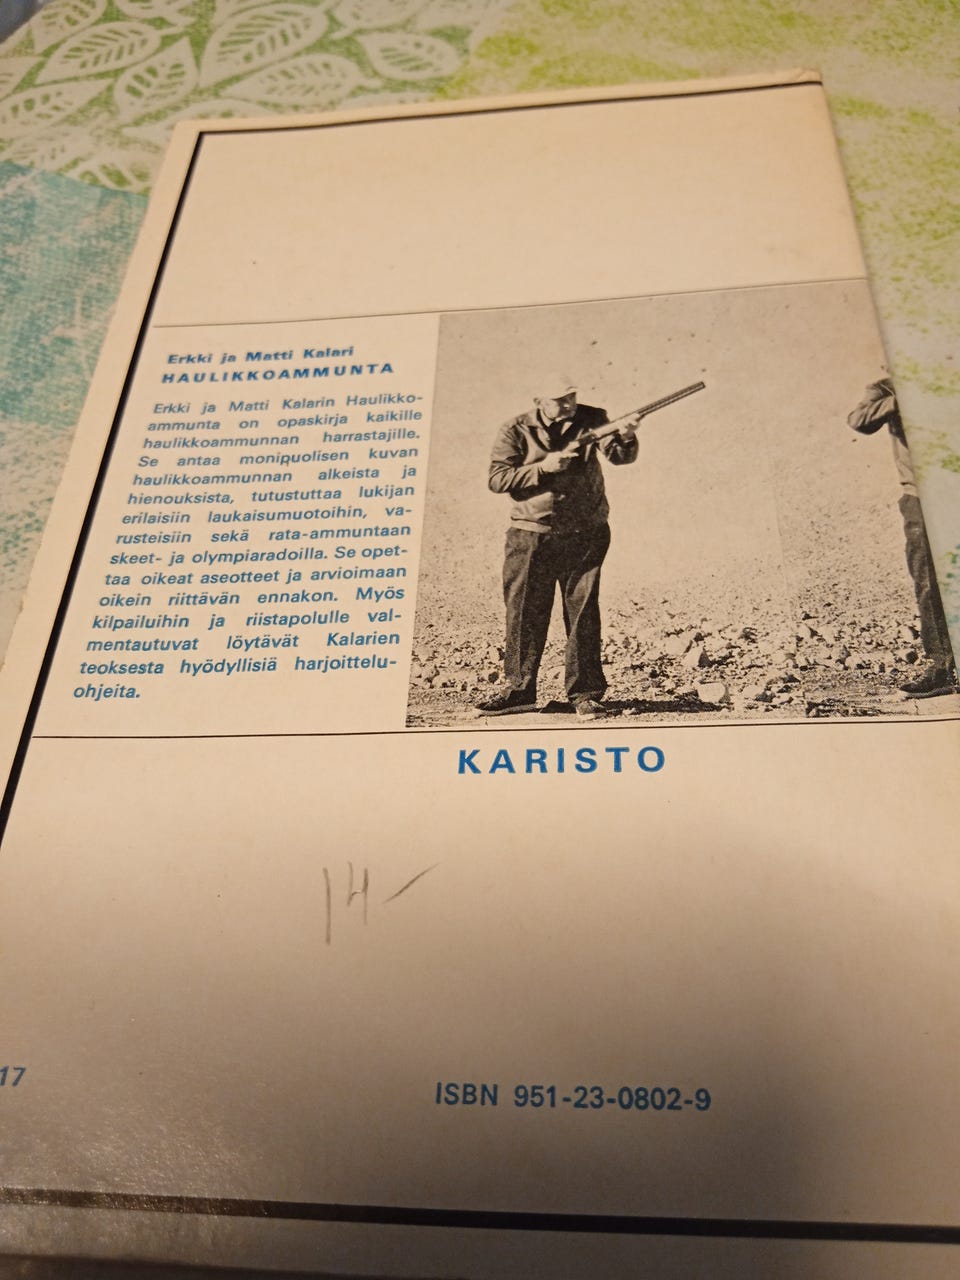 Erkki ja Matti Kalari
HAULIKKOAMMUNTA
Erkki ja Matti Kalarin Haulikko-
ammunta on opaskirja kaikille
haulikkoammunnan harrastajille.
Se antaa monipuolisen kuvan
haulikkoammunnan alkeista ja
hienouksista, tutustuttaa lukijan
erilaisiin laukaisumuotoihin, va-
rusteisiin sekä rata-ammuntaan
skeet- ja olympiaradoilla. Se opet-
taa oikeat aseotteet ja arvioimaan
oikein riittävän ennakon. Myös
kilpailuihin ja riistapolulle val-
mentautuvat löytävät Kalarien
teoksesta hyödyllisiä harjoittelu-
ohjeita.
KARISTO
14-
17
ISBN 951-23-0802-9